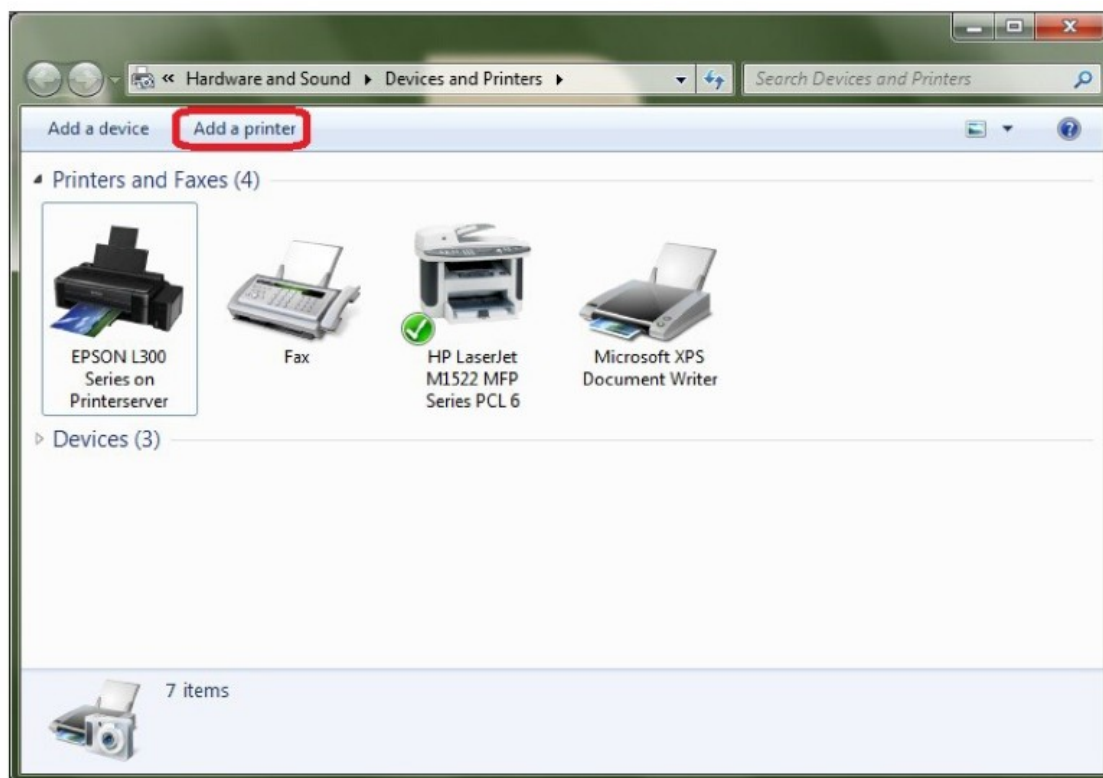 « Hardware and Sound ▸ Devices and Printers ▸
Search Devices and Printers
Add a device Add a printer
Printers and Faxes (4)
EPSON L300
Series on
Printerserver
Fax
HP LaserJet
M1522 MFP
Series PCL 6
Microsoft XPS
Document Writer
Devices (3)
7 items